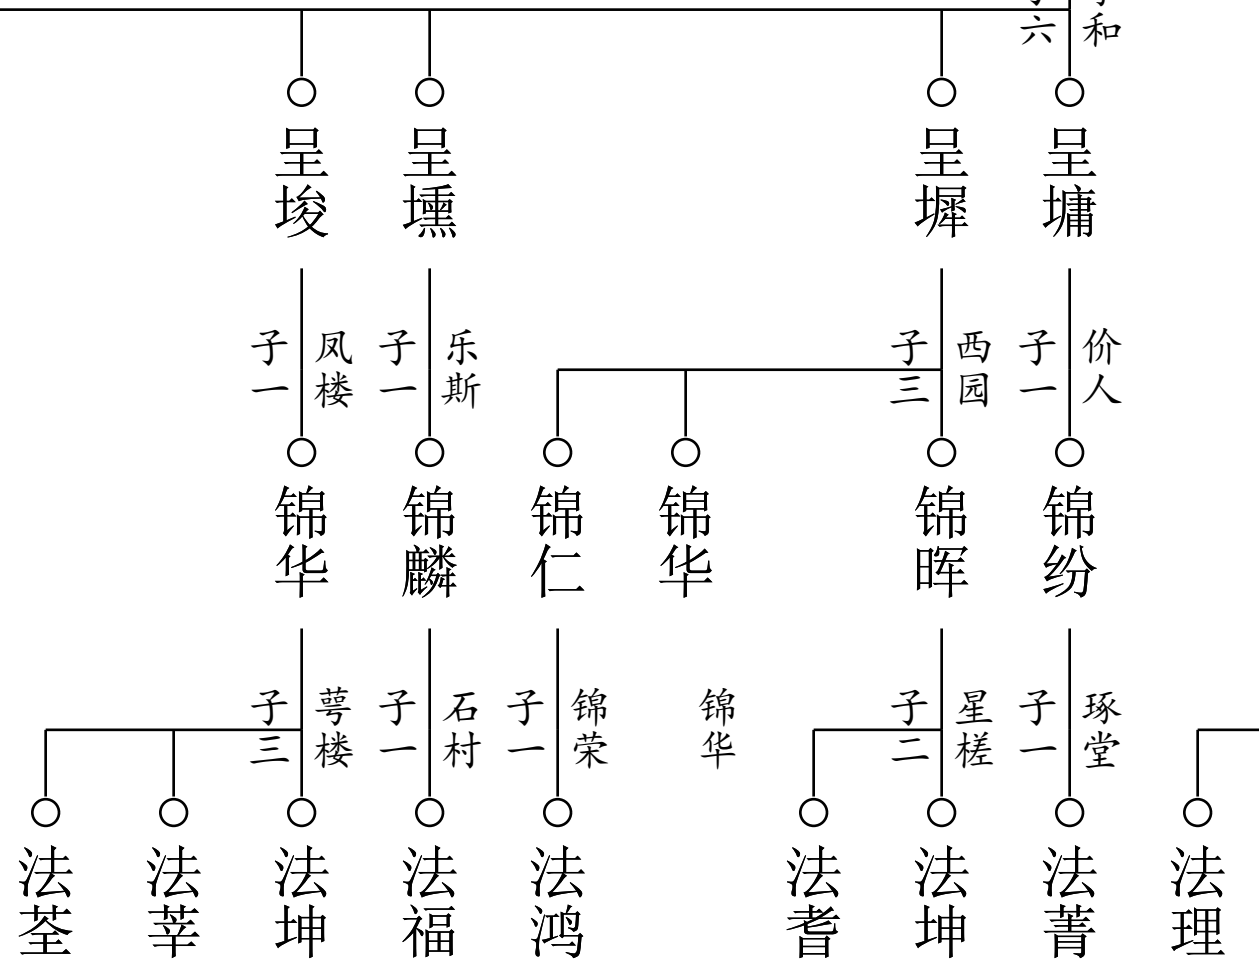 和
六
呈墉
呈墀
呈壎
呈埈
价人
子一
西园
子三
乐斯
子一
凤楼
子一
锦纷
锦晖
锦华
锦仁
锦麟
锦华
琢堂
子一
星槎
子二
锦华
锦荣
子一
石村
子一
萼楼
子三
法理
法菁
法坤
法耆
法鸿
法福
法坤
法莘
法荃